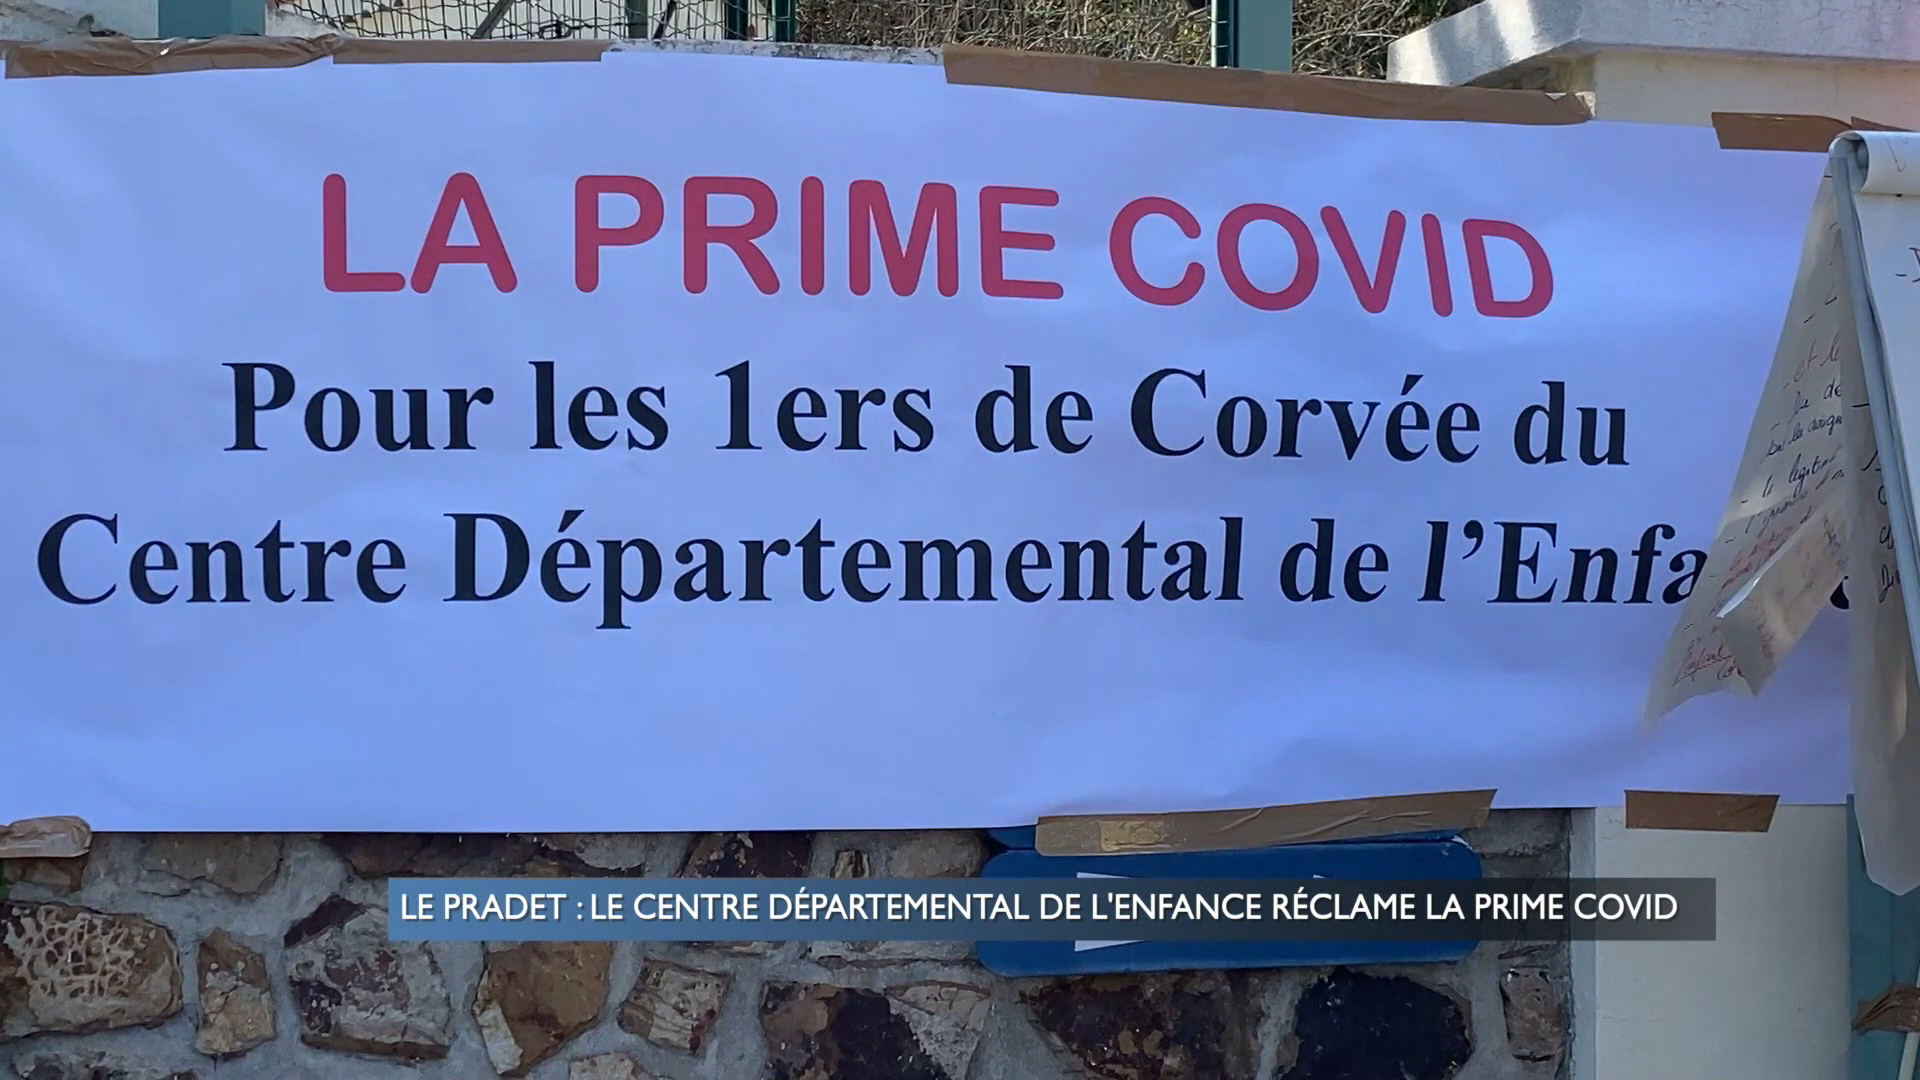 LA PRIME COVID
Pour les 1ers de Corvée du
Centre Départemental de l’Enfa
LE PRADET : LE CENTRE DÉPARTEMENTAL DE L'ENFANCE RÉCLAME LA PRIME COVID